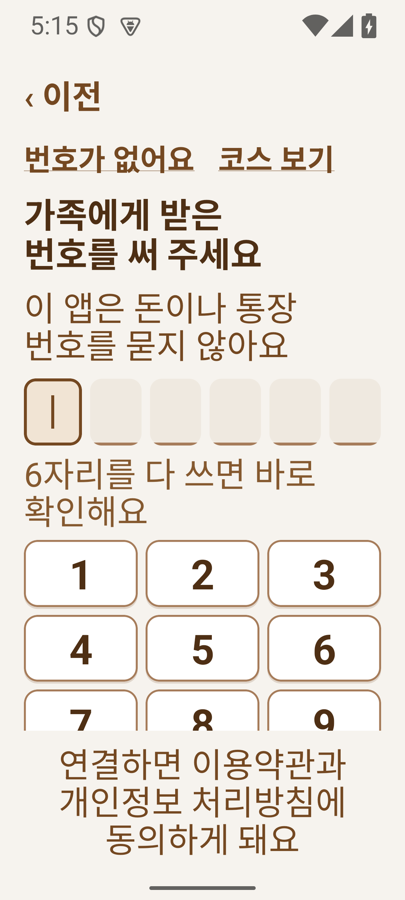 5:15
‹ 이전
번호가 없어요 코스 보기
가족에게 받은
번호를 써 주세요
이 앱은 돈이나 통장
번호를 묻지 않아요
6자리를 다 쓰면 바로
확인해요
1 2 3
4 5 6
7 8 9
연결하면 이용약관과
개인정보 처리방침에
동의하게 돼요